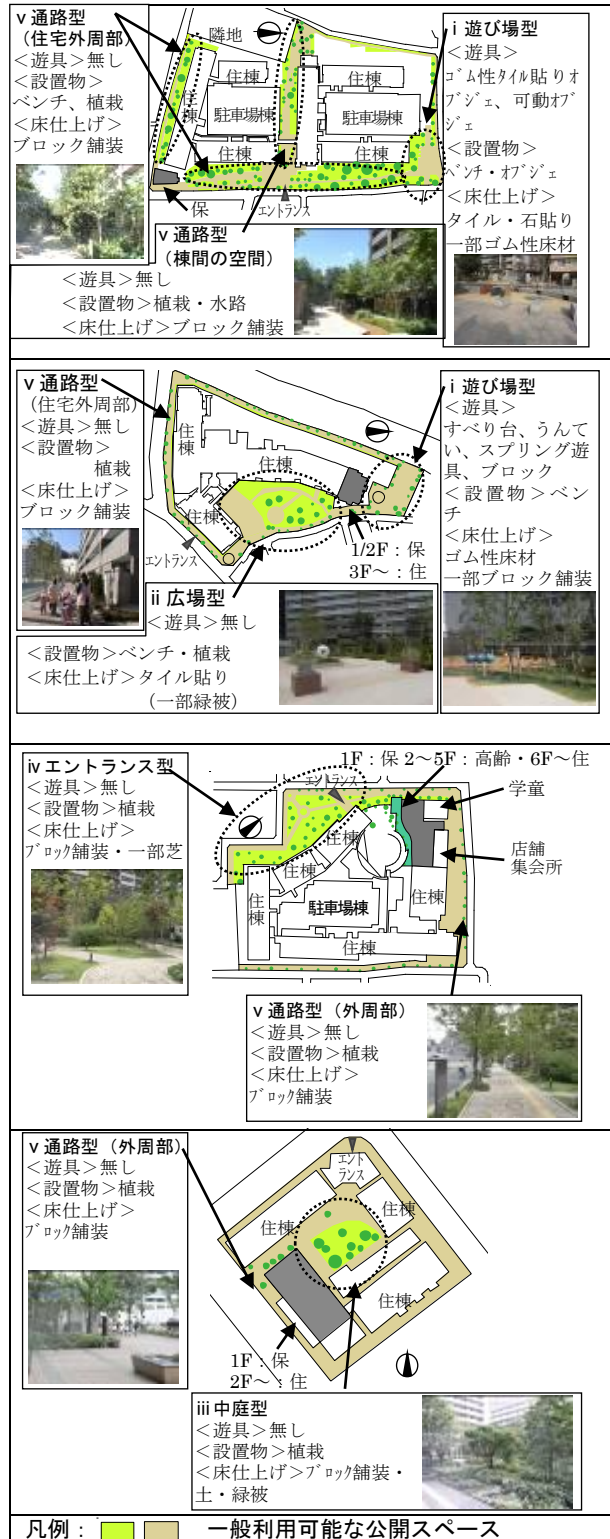 ⅴ通路型
(住宅外周部)
＜遊具＞無し
＜設置物＞
ベンチ、植栽
＜床仕上げ＞
ブロック舗装
隣地
住棟
住棟
住棟
駐車場棟
駐車場棟
住棟
住棟
保
エントランス
ⅰ遊び場型
＜遊具＞
ゴム性タイル貼りオ
ブジェ、可動オブ
ジェ
＜設置物＞
ベンチ・オブジェ
＜床仕上げ＞
タイル・石貼り
一部ゴム性床材
ⅴ通路型
(棟間の空間)
＜遊具＞無し
＜設置物＞植栽・水路
＜床仕上げ＞ブロック舗装
ⅴ通路型
(住宅外周部)
＜遊具＞無し
＜設置物＞
植栽
＜床仕上げ＞
ブロック舗装
住棟
住棟
住棟
エントランス
1/2F：保
3F～：住
ⅰ遊び場型
＜遊具＞
すべり台、うんて
い、スプリング遊
具、ブロック
＜設置物＞ベン
チ
＜床仕上げ＞
ゴム性床材
一部ブロック舗装
ⅱ広場型
＜遊具＞無し
＜設置物＞ベンチ・植栽
＜床仕上げ＞タイル貼り
(一部緑被)
ⅳエントランス型
＜遊具＞無し
＜設置物＞植栽
＜床仕上げ＞
ブロック舗装・一部芝
1F：保 2～5F：高齢・6F～住
エントランス
学童
店舗
集会所
住棟
住棟
住棟
駐車場棟
住棟
住棟
ⅴ通路型（外周部）
＜遊具＞無し
＜設置物＞植栽
＜床仕上げ＞
ブロック舗装
ⅴ通路型（外周部）
＜遊具＞無し
＜設置物＞植栽
＜床仕上げ＞
ブロック舗装
エント
ランス
住棟
住棟
住棟
1F：保
2F～：住
ⅲ中庭型
＜遊具＞無し
＜設置物＞植栽
＜床仕上げ＞ブロック舗装・
土・緑被
凡例： 一般利用可能な公開スペース